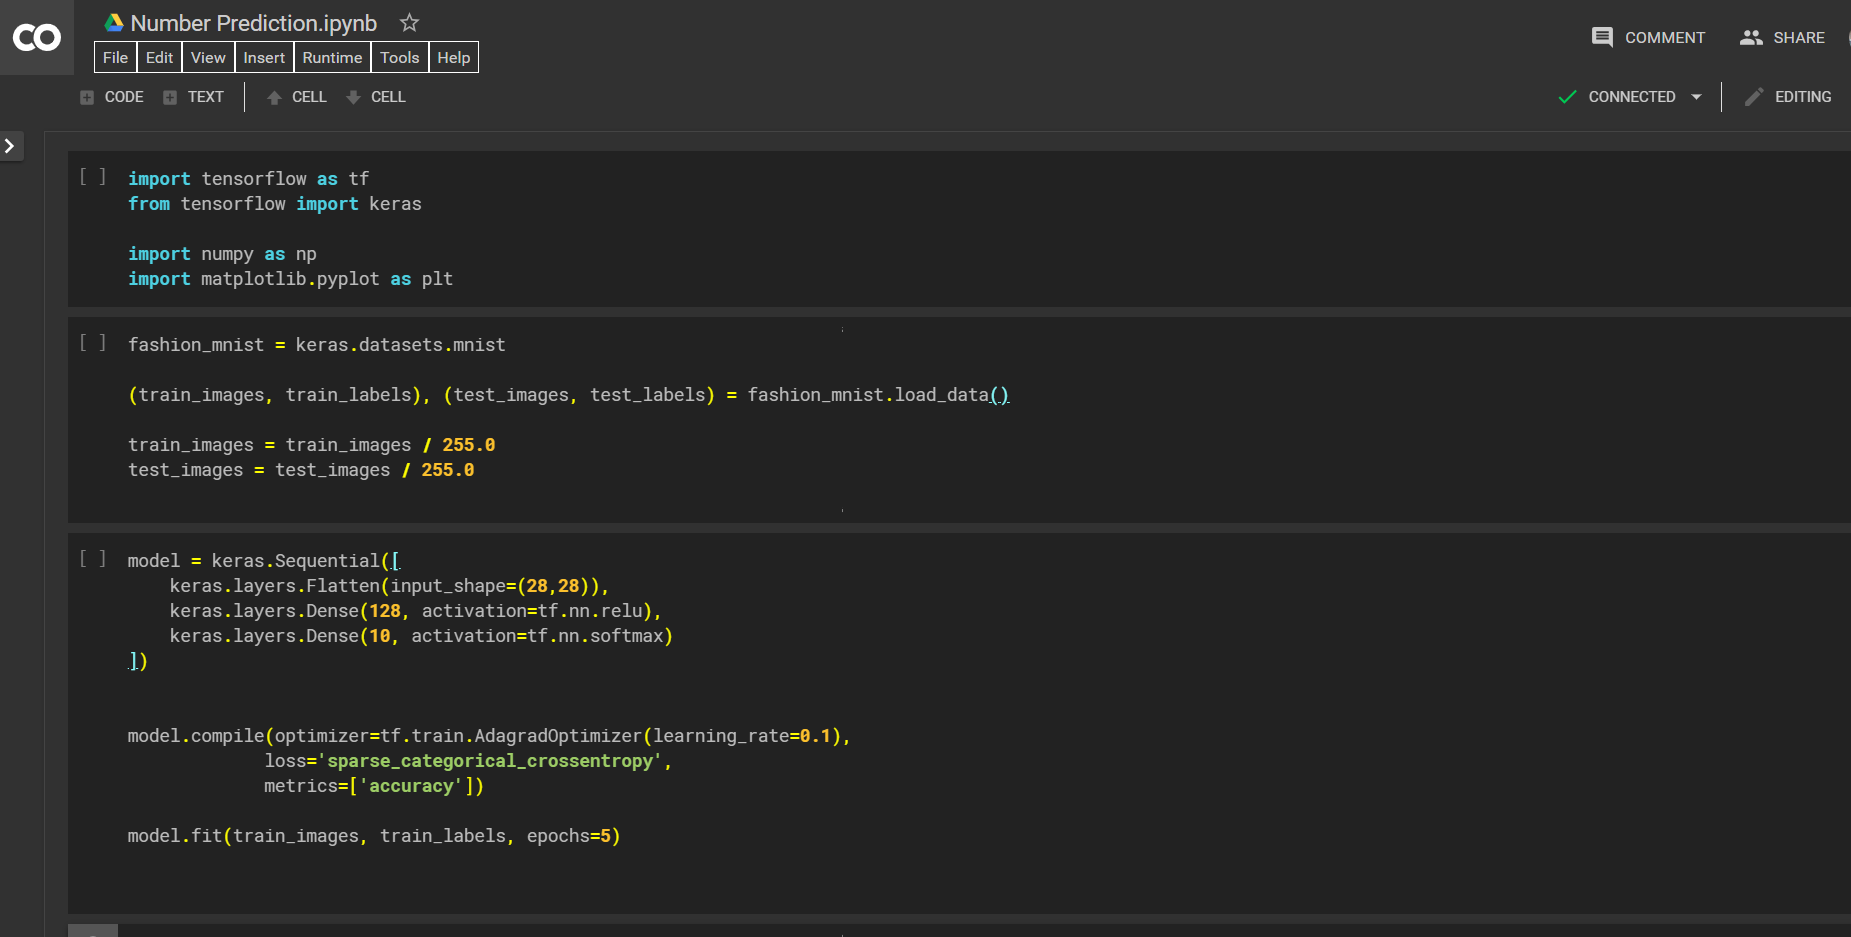 CO
Number Prediction.ipynb
File Edit View Insert Runtime Tools Help
COMMENT SHARE
CODE TEXT CELL CELL
CONNECTED EDITING
[ ] import tensorflow as tf
from tensorflow import keras
import numpy as np
import matplotlib.pyplot as plt
[ ] fashion_mnist = keras.datasets.mnist
(train_images, train_labels), (test_images, test_labels) = fashion_mnist.load_data()
train_images = train_images / 255.0
test_images = test_images / 255.0
[ ] model = keras.Sequential([
keras.layers.Flatten(input_shape=(28,28)),
keras.layers.Dense(128, activation=tf.nn.relu),
keras.layers.Dense(10, activation=tf.nn.softmax)
])
model.compile(optimizer=tf.train.AdagradOptimizer(learning_rate=0.1),
loss='sparse_categorical_crossentropy',
metrics=['accuracy'])
model.fit(train_images, train_labels, epochs=5)